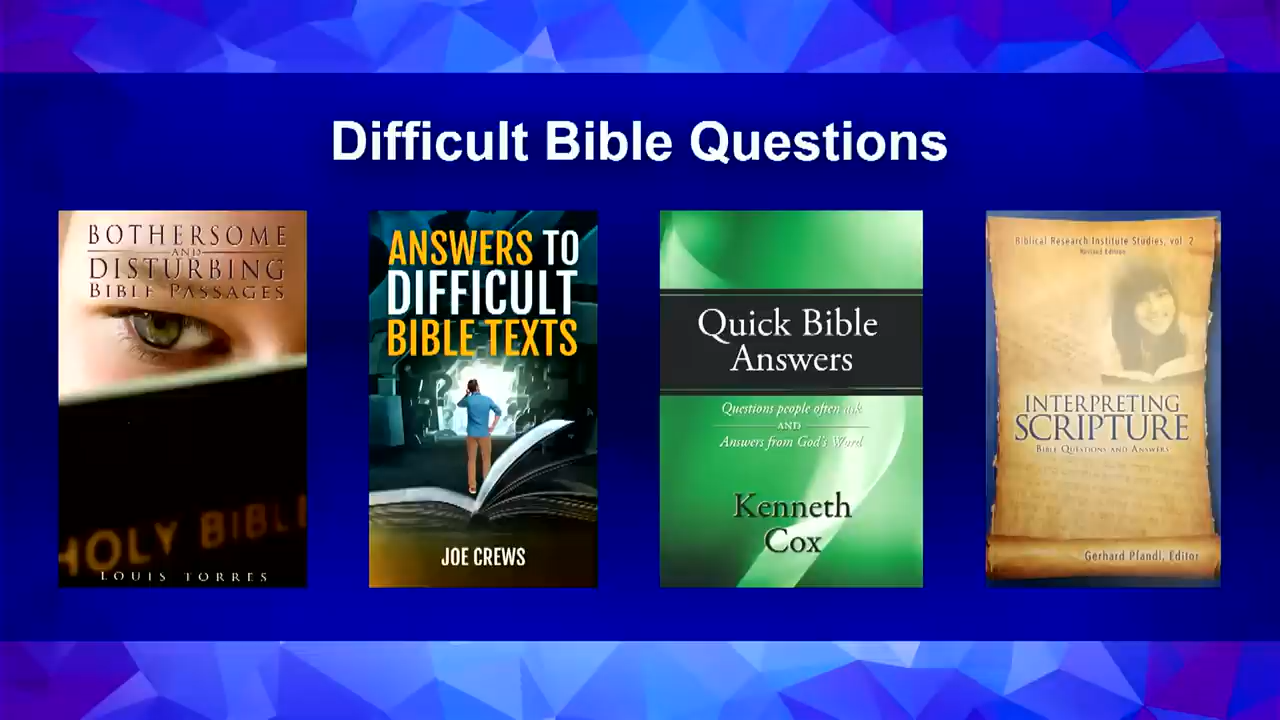 Difficult Bible Questions
BOTHERSOME
AND
DISTURBING
BIBLE PASSAGES
HOLY BIBL
LOUIS TORRES
ANSWERS TO
DIFFICULT
BIBLE TEXTS
JOE CREWS
Quick Bible
Answers
Questions people often ask
AND
Answers from God's Word
Kenneth
Cox
Biblical Research Institute Studies, vol. 2
Revised Edition
INTERPRETING
SCRIPTURE
BIBLE QUESTIONS AND ANSWERS
Gerhard Pfandl, Editor